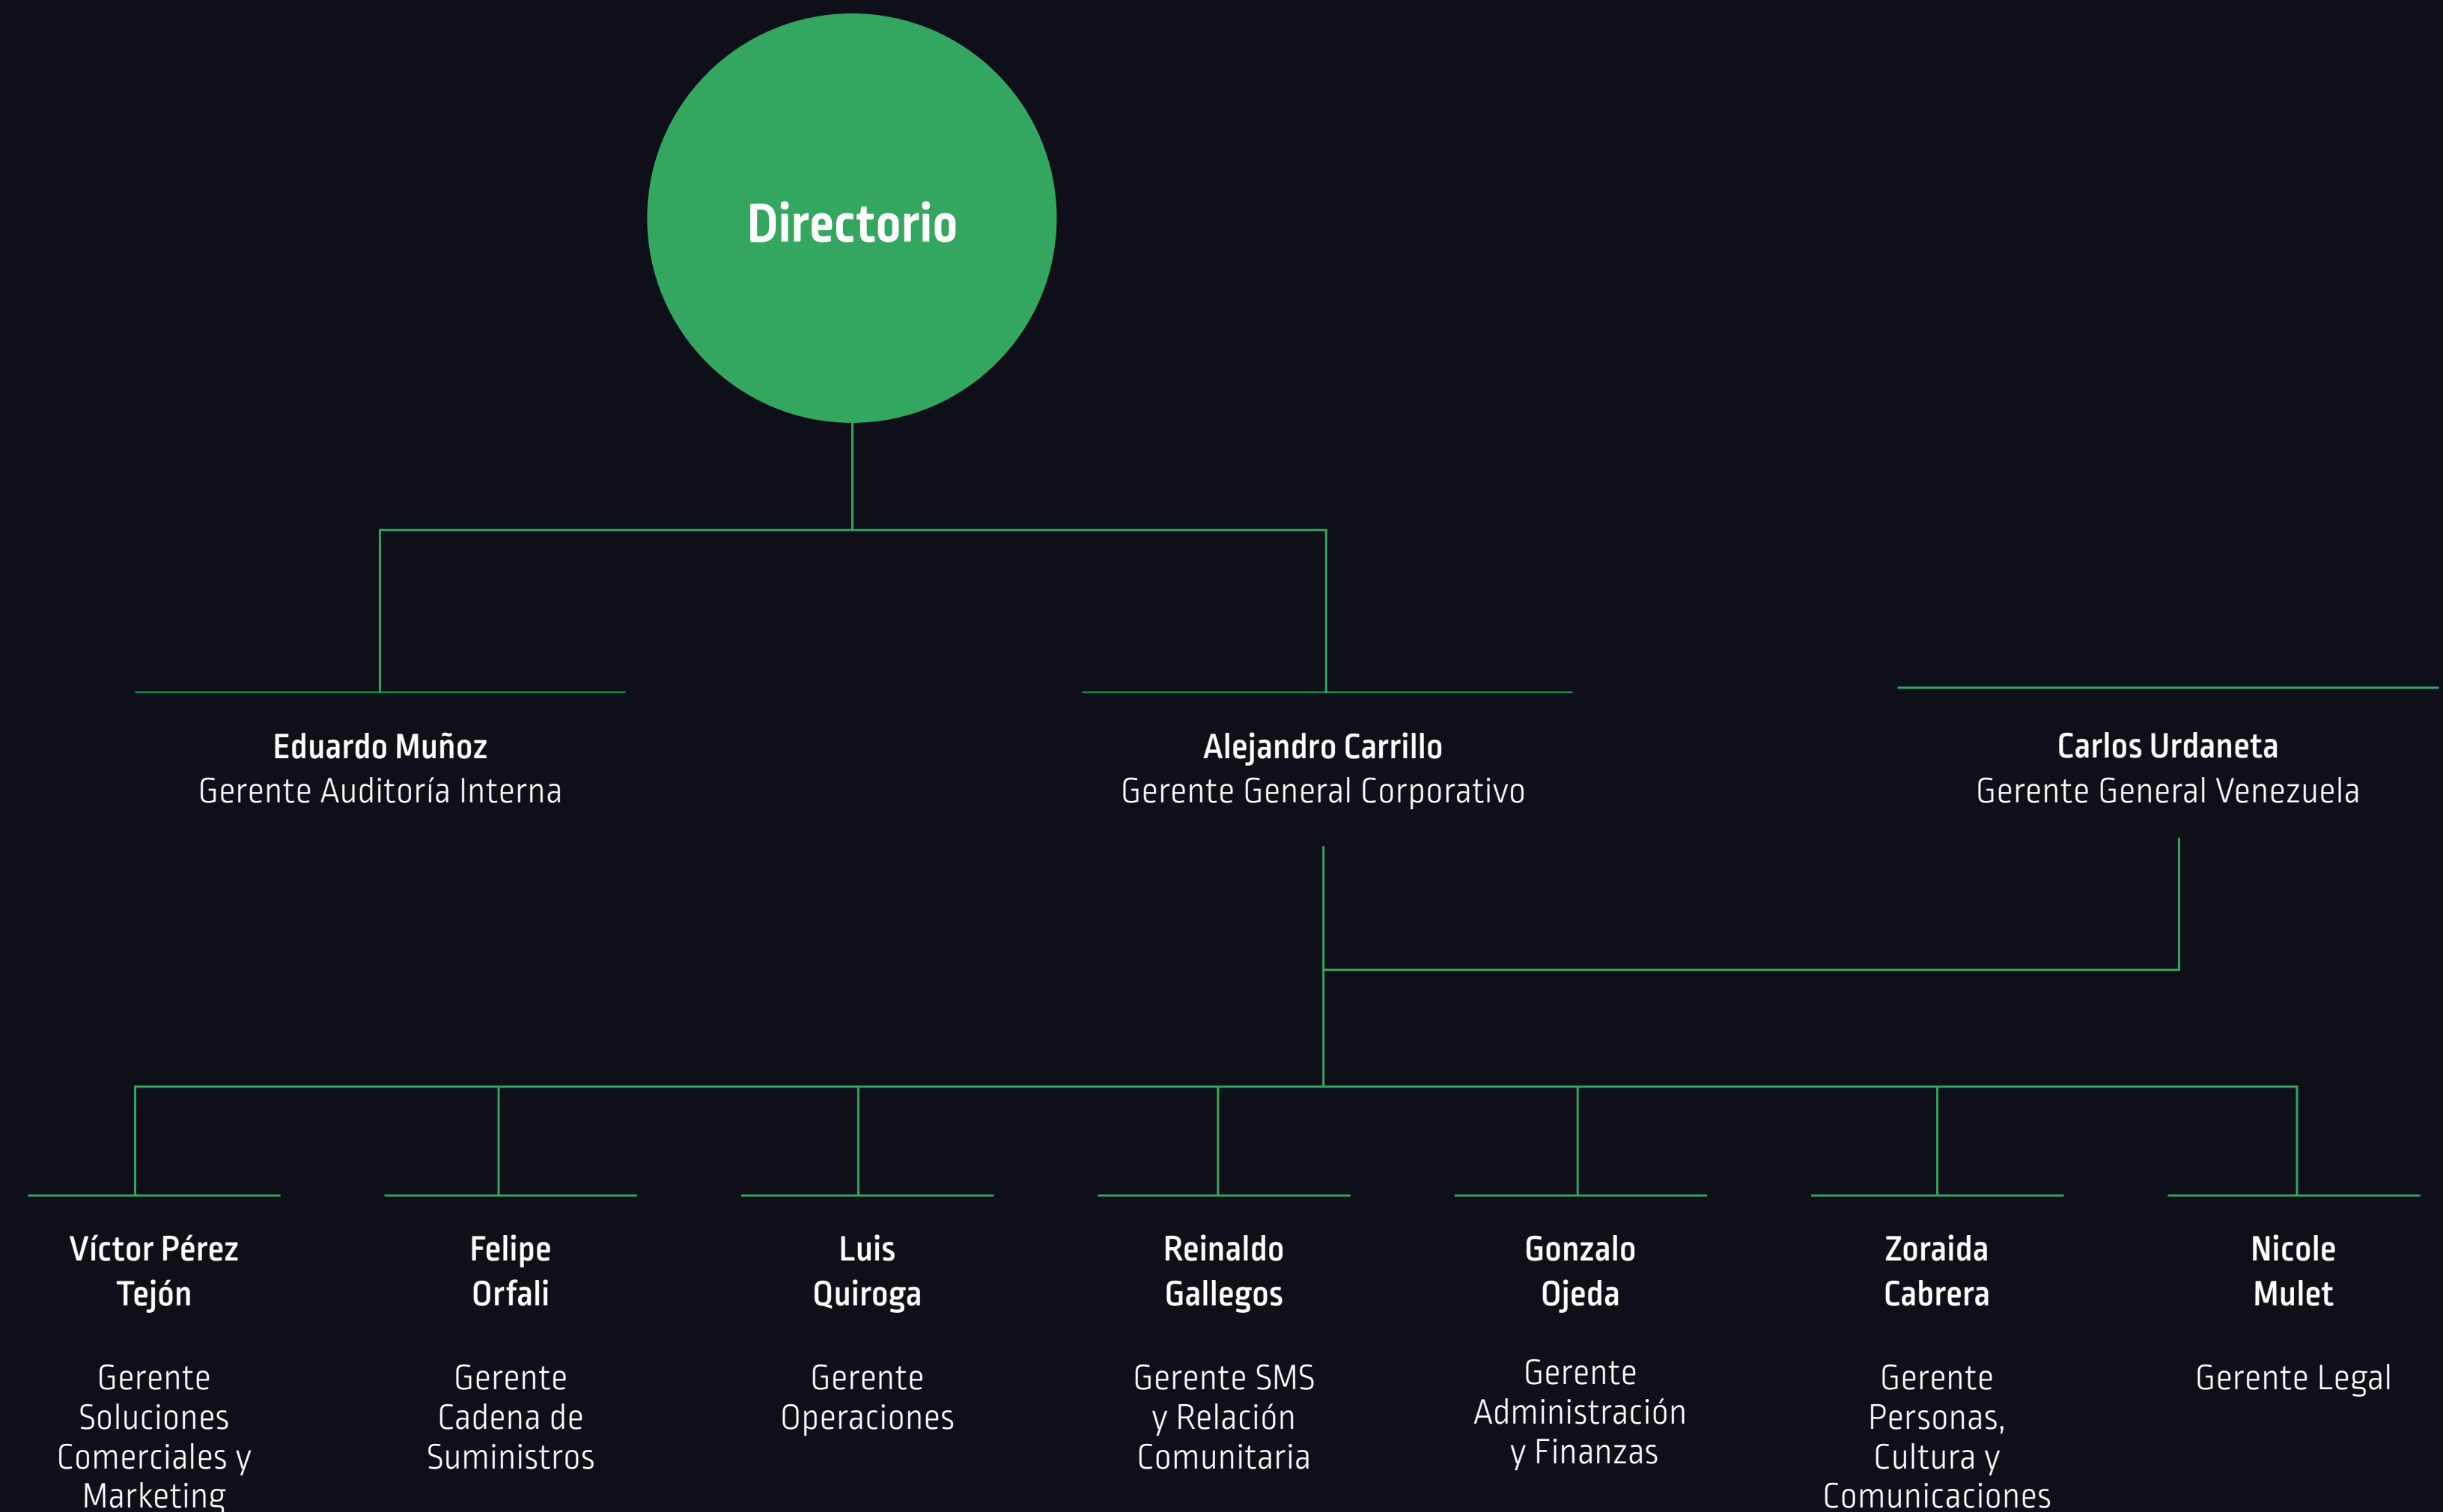 Directorio
Eduardo Muñoz
Gerente Auditoría Interna
Alejandro Carrillo
Gerente General Corporativo
Carlos Urdaneta
Gerente General Venezuela
Víctor Pérez
Tejón
Gerente
Soluciones
Comerciales y
Marketing
Felipe
Orfali
Gerente
Cadena de
Suministros
Luis
Quiroga
Gerente
Operaciones
Reinaldo
Gallegos
Gerente SMS
y Relación
Comunitaria
Gonzalo
Ojeda
Gerente
Administración
y Finanzas
Zoraida
Cabrera
Gerente
Personas,
Cultura y
Comunicaciones
Nicole
Mulet
Gerente Legal